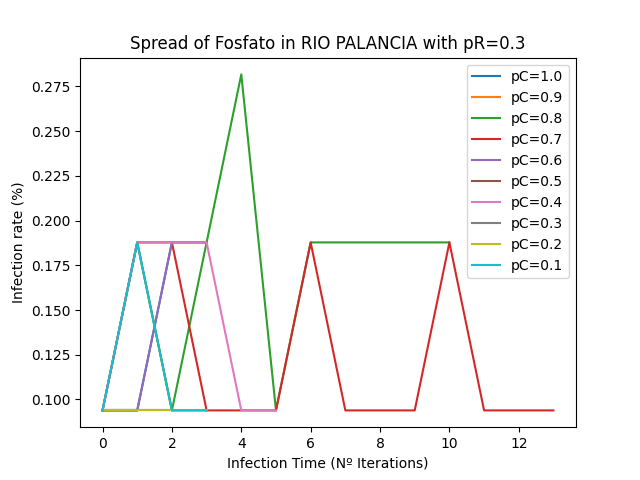 Spread of Fosfato in RIO PALANCIA with pR=0.3
Infection rate (%)
0.275
0.250
0.225
0.200
0.175
0.150
0.125
0.100
pC=1.0
pC=0.9
pC=0.8
pC=0.7
pC=0.6
pC=0.5
pC=0.4
pC=0.3
pC=0.2
pC=0.1
0 2 4 6 8 10 12
Infection Time (Nº Iterations)